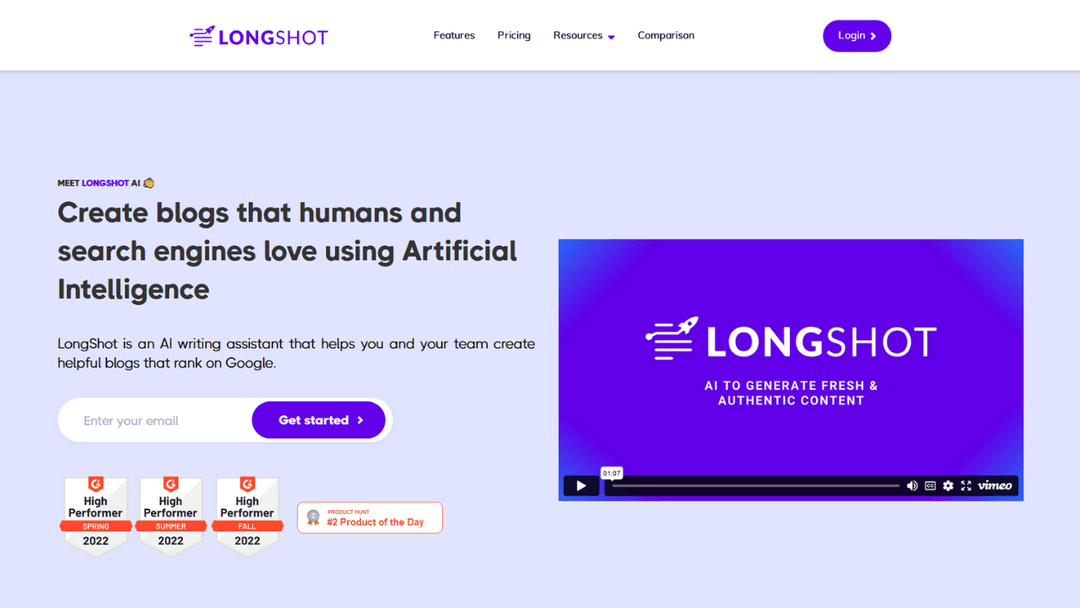 LONGSHOT
Features
Pricing
Resources
Comparison
Login
MEET LONGSHOT AI
Create blogs that humans and
search engines love using Artificial
Intelligence
LongShot is an AI writing assistant that helps you and your team create
helpful blogs that rank on Google.
Enter your email
Get started
High
Performer
SPRING
2022
High
Performer
SUMMER
2022
High
Performer
FALL
2022
PRODUCT HUNT
2
#2 Product of the Day
LONGSHOT
AI TO GENERATE FRESH &
AUTHENTIC CONTENT
01:07
CC
vimeo